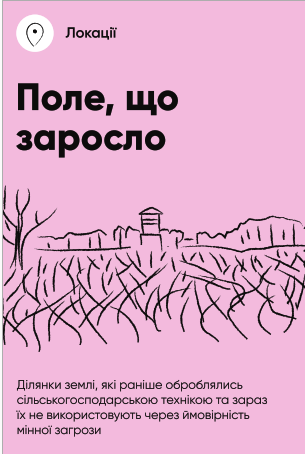 Локації
Поле, що
заросло
Ділянки землі, які раніше оброблялись
сільськогосподарською технікою та зараз
їх не використовують через ймовірність
мінної загрози